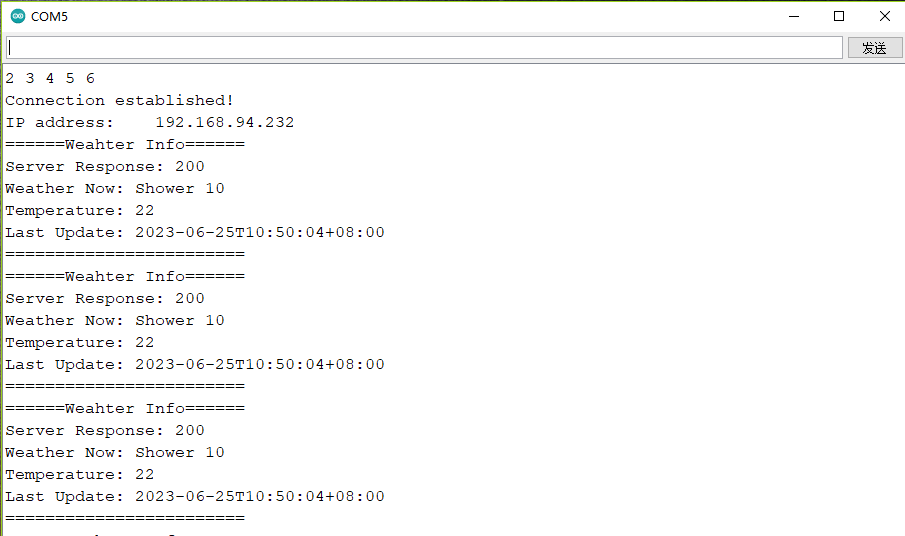 COM5
发送
2 3 4 5 6
Connection established!
IP address:    192.168.94.232
======Weahter Info======
Server Response: 200
Weather Now: Shower 10
Temperature: 22
Last Update: 2023-06-25T10:50:04+08:00
========================
======Weahter Info======
Server Response: 200
Weather Now: Shower 10
Temperature: 22
Last Update: 2023-06-25T10:50:04+08:00
========================
======Weahter Info======
Server Response: 200
Weather Now: Shower 10
Temperature: 22
Last Update: 2023-06-25T10:50:04+08:00
========================